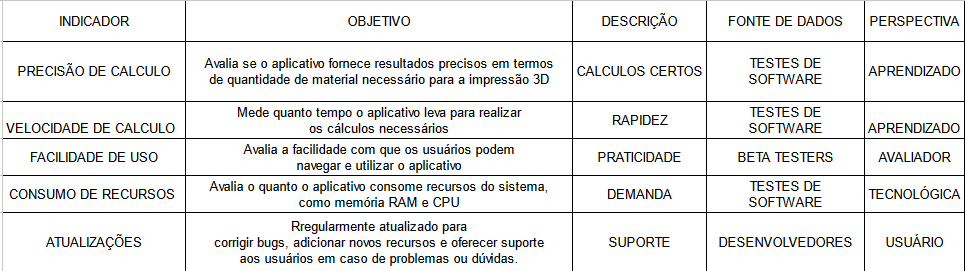 INDICADOR OBJETIVO DESCRIÇÃO FONTE DE DADOS PERSPECTIVA
PRECISÃO DE CALCULO Avalia se o aplicativo fornece resultados precisos em termos CALCULOS CERTOS TESTES DE APRENDIZADO
de quantidade de material necessário para a impressão 3D SOFTWARE
VELOCIDADE DE CALCULO Mede quanto tempo o aplicativo leva para realizar RAPIDEZ TESTES DE APRENDIZADO
os cálculos necessários SOFTWARE
FACILIDADE DE USO Avalia a facilidade com que os usuários podem PRATICIDADE BETA TESTERS AVALIADOR
navegar e utilizar o aplicativo
CONSUMO DE RECURSOS Avalia o quanto o aplicativo consome recursos do sistema, DEMANDA TESTES DE TECNOLÓGICA
como memória RAM e CPU SOFTWARE
ATUALIZAÇÕES Rregularmente atualizado para SUPORTE DESENVOLVEDORES USUÁRIO
corrigir bugs, adicionar novos recursos e oferecer suporte
aos usuários em caso de problemas ou dúvidas.